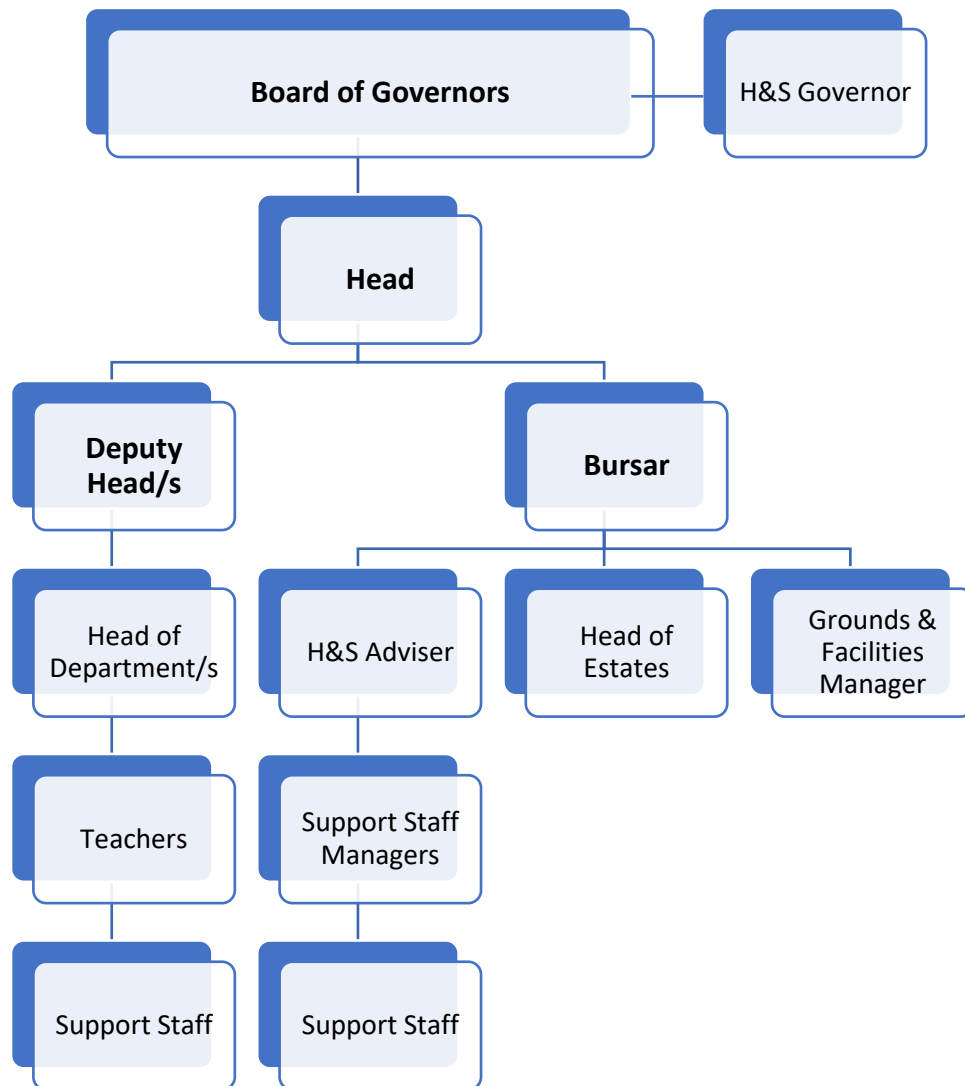 Board of Governors
H&S Governor
Head
Deputy
Head/s
Bursar
Head of
Department/s
H&S Adviser
Head of
Estates
Grounds &
Facilities
Manager
Teachers
Support Staff
Managers
Support Staff
Support Staff